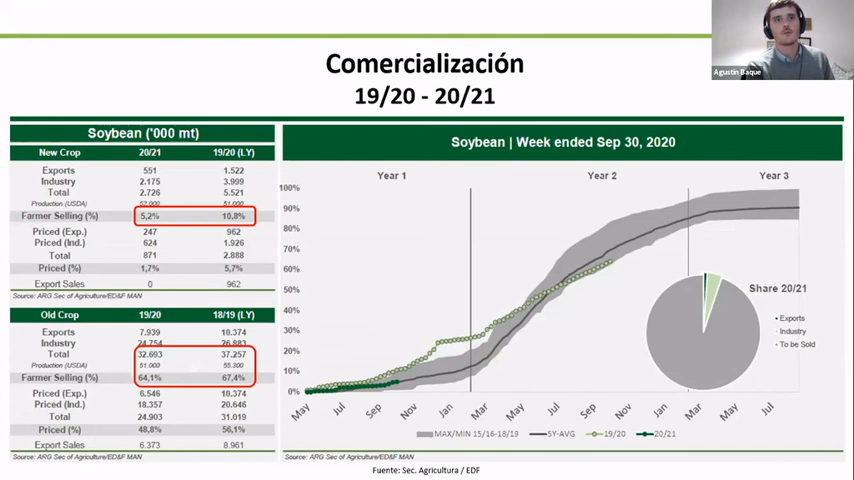 Agustin Baque
Comercialización
19/20 - 20/21
Soybean ('000 mt)
New Crop 20/21 19/20 (LY)
Exports 551 1.522
Industry 2.175 3.999
Total 2.726 5.521
Production (USDA) 52.000 51.000
Farmer Selling (%) 5,2% 10,8%
Priced (Exp.) 247 962
Priced (Ind.) 624 1.926
Total 871 2.888
Priced (%) 1,7% 5,7%
Export Sales 0 962
Source: ARG Sec of Agriculture/ED&F MAN
Old Crop 19/20 18/19 (LY)
Exports 7.939 10.374
Industry 24.754 26.883
Total 32.693 37.257
Production (USDA) 51.000 55.300
Farmer Selling (%) 64,1% 67,4%
Priced (Exp.) 6.546 10.374
Priced (Ind.) 18.357 20.646
Total 24.903 31.019
Priced (%) 48,8% 56,1%
Export Sales 6.373 8.961
Source: ARG Sec of Agriculture/ED&F MAN
Soybean | Week ended Sep 30, 2020
Year 1 Year 2 Year 3
100%
90%
80%
70%
60%
50%
40%
30%
20%
10%
0%
May Jul Sep Nov Jan Mar May Jul Sep Nov Jan Mar May Jul
Share 20/21
Exports
Industry
To be Sold
MAX/MIN 15/16-18/19 5Y-AVG 19/20 20/21
Source: ARG Sec of Agriculture/ED&F MAN
Fuente: Sec. Agricultura / EDF